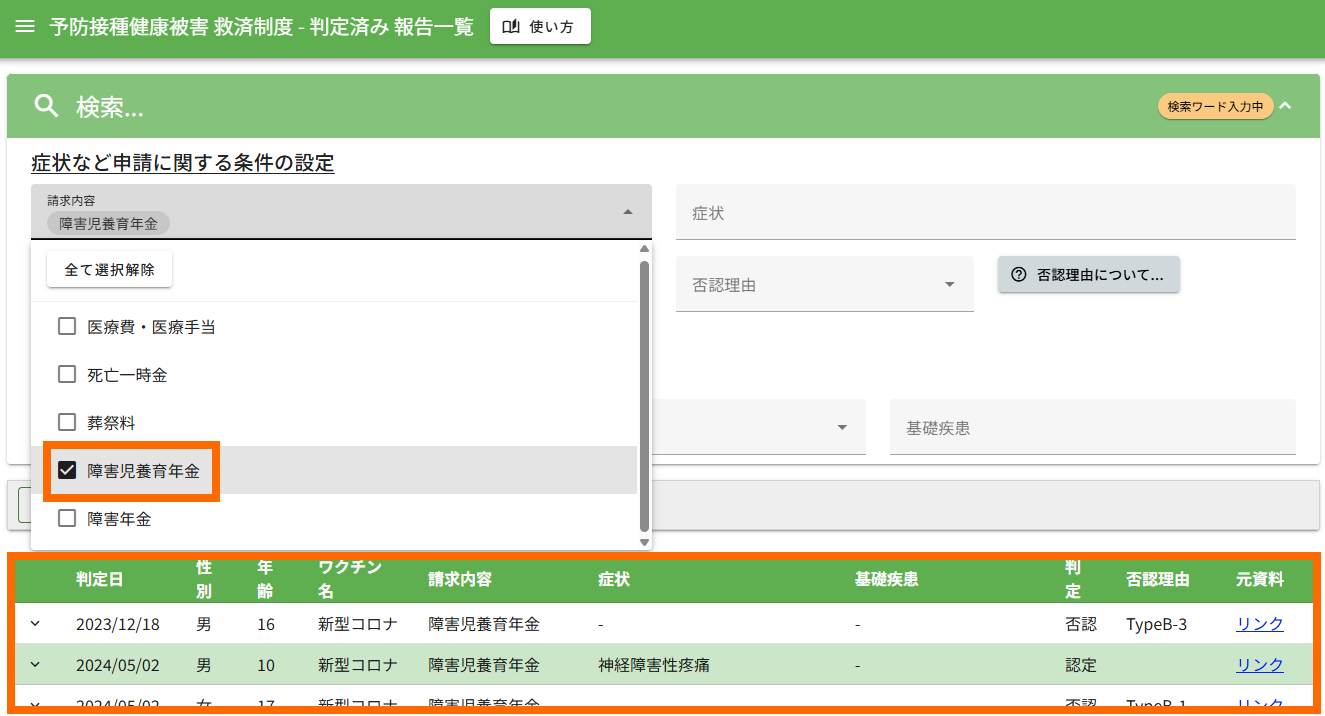 予防接種健康被害 救済制度 - 判定済み 報告一覧
使い方
検索...
検索ワード入力中
症状など申請に関する条件の設定
請求内容
障害児養育年金
症状
全て選択解除
否認理由
否認理由について...
医療費・医療手当
死亡一時金
葬祭料
基礎疾患
障害児養育年金
障害年金
判定日 性別 年齢 ワクチン名 請求内容 症状 基礎疾患 判定 否認理由 元資料
2023/12/18 男 16 新型コロナ 障害児養育年金 - - 否認 TypeB-3 リンク
2024/05/02 男 10 新型コロナ 障害児養育年金 神経障害性疼痛 - 認定 リンク
2024/05/02 女 17 新型コロナ 障害児養育年金 否認 TypeB-1 リンク